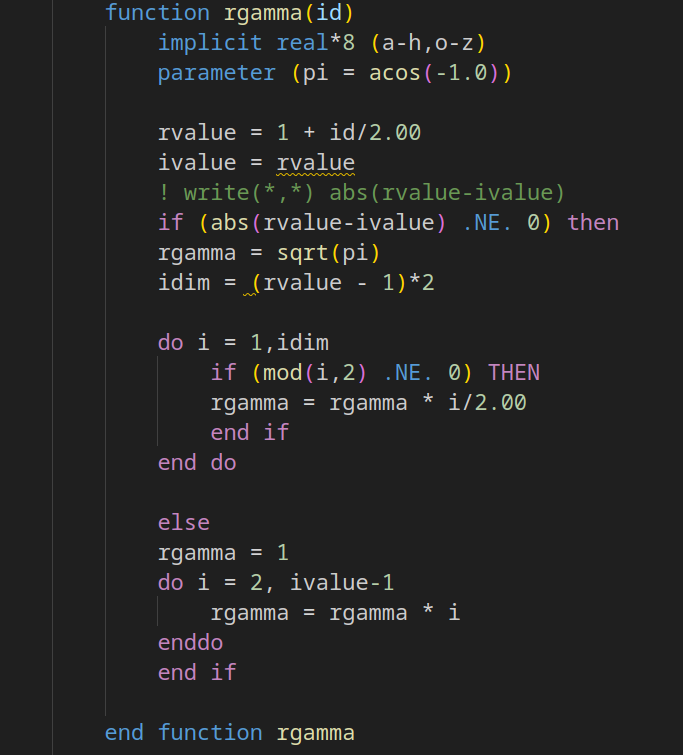 function rgamma(id)
    implicit real*8 (a-h,o-z)
    parameter (pi = acos(-1.0))

    rvalue = 1 + id/2.00
    ivalue = rvalue
    ! write(*,*) abs(rvalue-ivalue)
    if (abs(rvalue-ivalue) .NE. 0) then
    rgamma = sqrt(pi)
    idim = (rvalue - 1)*2

    do i = 1,idim
        if (mod(i,2) .NE. 0) THEN
        rgamma = rgamma * i/2.00
        end if
    end do

    else
    rgamma = 1
    do i = 2, ivalue-1
        rgamma = rgamma * i
    enddo
    end if

end function rgamma